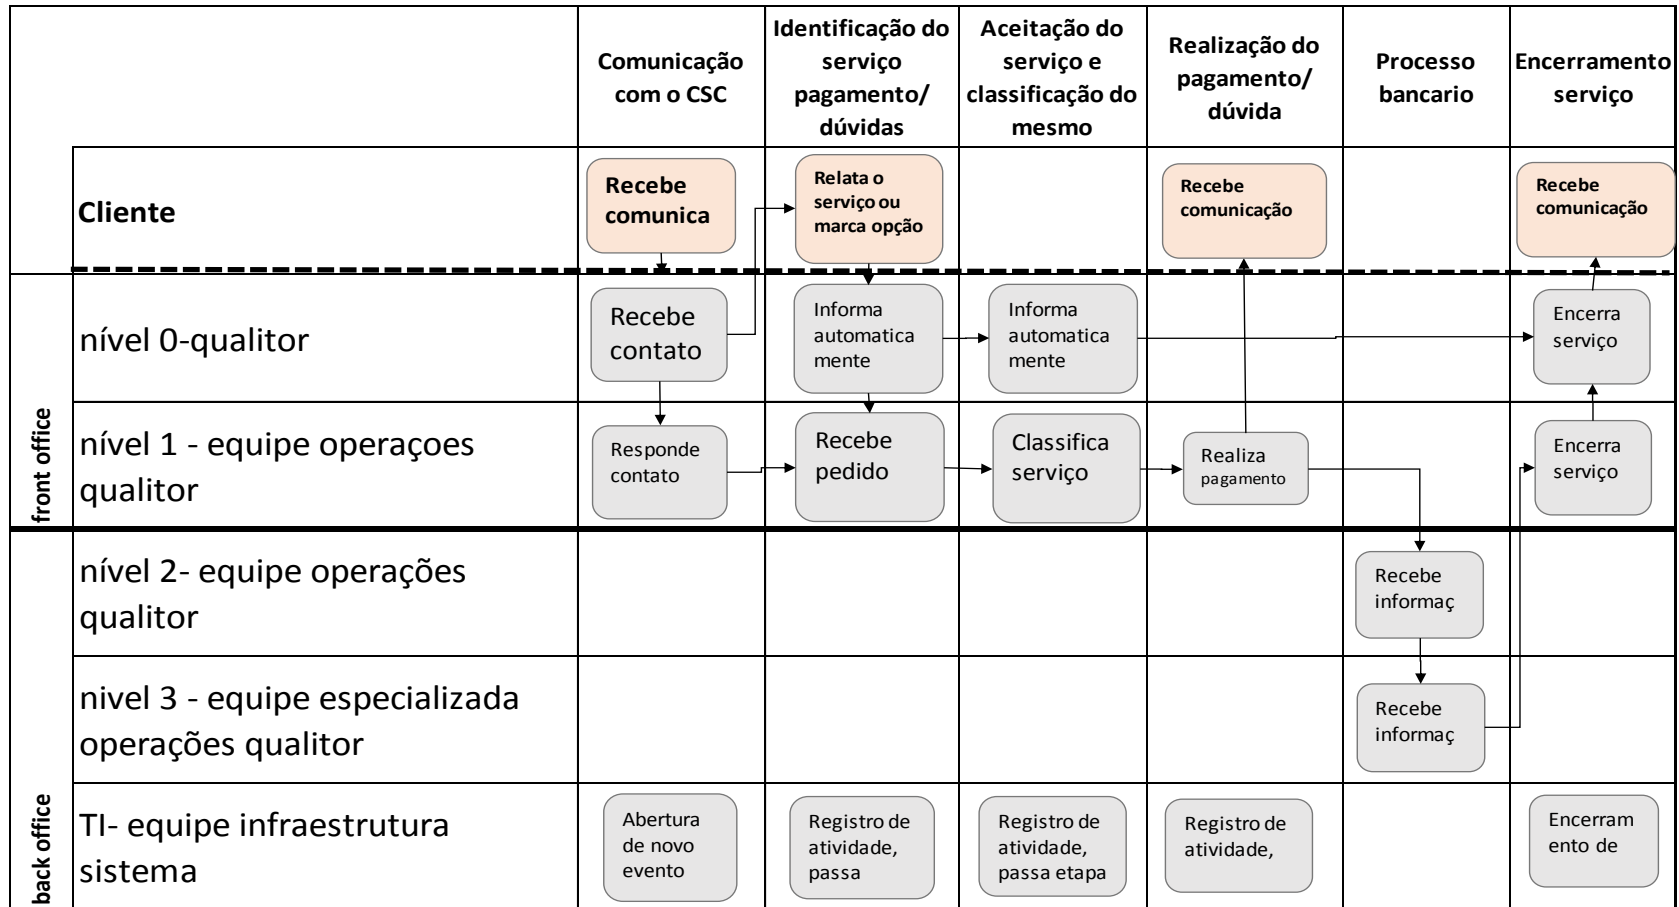 Comunicação
com o CSC
Identificação do
serviço
pagamento/
dúvidas
Aceitação do
serviço e
classificação do
mesmo
Realização do
pagamento/
dúvida
Processo
bancario
Encerramento
serviço
Cliente
Recebe
comunica
Relata o
serviço ou
marca opção
Recebe
comunicação
Recebe
comunicação
front office
nível 0-qualitor
Recebe
contato
Informa
automatica
mente
Informa
automatica
mente
Encerra
serviço
nível 1 - equipe operaçoes
qualitor
Responde
contato
Recebe
pedido
Classifica
serviço
Realiza
pagamento
Encerra
serviço
back office
nível 2- equipe operações
qualitor
Recebe
informaç
nivel 3 - equipe especializada
operações qualitor
Recebe
informaç
TI- equipe infraestrutura
sistema
Abertura
de novo
evento
Registro de
atividade,
passa
Registro de
atividade,
passa etapa
Registro de
atividade,
Encerram
ento de